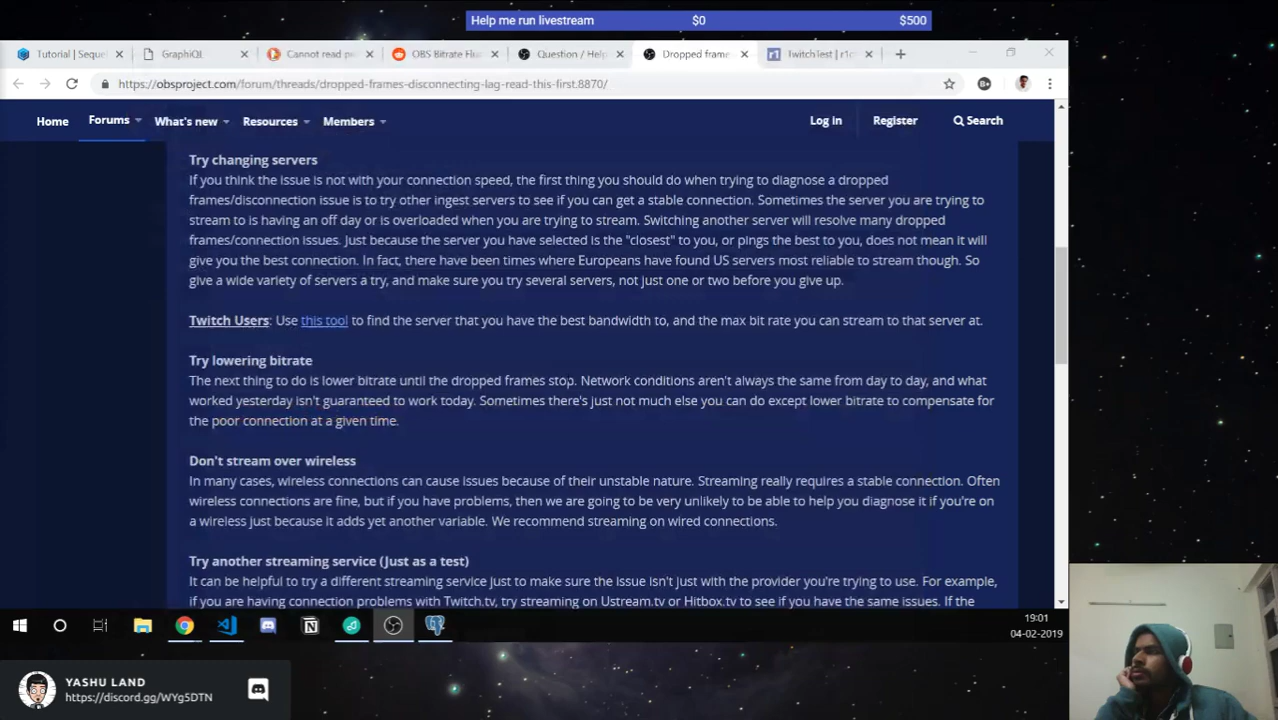 Help me run livestream $0 $500
Tutorial | Seque
GraphiQL
Cannot read p
OBS Bitrate Flu
Question / Help
Dropped frame
TwitchTest | r1c
https://obsproject.com/forum/threads/dropped-frames-disconnecting-lag-read-this-first.8870/
Home Forums What's new Resources Members Log in Register Search
Try changing servers
If you think the issue is not with your connection speed, the first thing you should do when trying to diagnose a dropped
frames/disconnection issue is to try other ingest servers to see if you can get a stable connection. Sometimes the server you are trying to
stream to is having an off day or is overloaded when you are trying to stream. Switching another server will resolve many dropped
frames/connection issues. Just because the server you have selected is the "closest" to you, or pings the best to you, does not mean it will
give you the best connection. In fact, there have been times where Europeans have found US servers most reliable to stream though. So
give a wide variety of servers a try, and make sure you try several servers, not just one or two before you give up.
Twitch Users: Use this tool to find the server that you have the best bandwidth to, and the max bit rate you can stream to that server at.
Try lowering bitrate
The next thing to do is lower bitrate until the dropped frames stop. Network conditions aren't always the same from day to day, and what
worked yesterday isn't guaranteed to work today. Sometimes there's just not much else you can do except lower bitrate to compensate for
the poor connection at a given time.
Don't stream over wireless
In many cases, wireless connections can cause issues because of their unstable nature. Streaming really requires a stable connection. Often
wireless connections are fine, but if you have problems, then we are going to be very unlikely to be able to help you diagnose it if you're on
a wireless just because it adds yet another variable. We recommend streaming on wired connections.
Try another streaming service (Just as a test)
It can be helpful to try a different streaming service just to make sure the issue isn't just with the provider you're trying to use. For example,
if you are having connection problems with Twitch.tv, try streaming on Ustream.tv or Hitbox.tv to see if you have the same issues. If the
19:01
04-02-2019
YASHU LAND
https://discord.gg/WYg5DTN